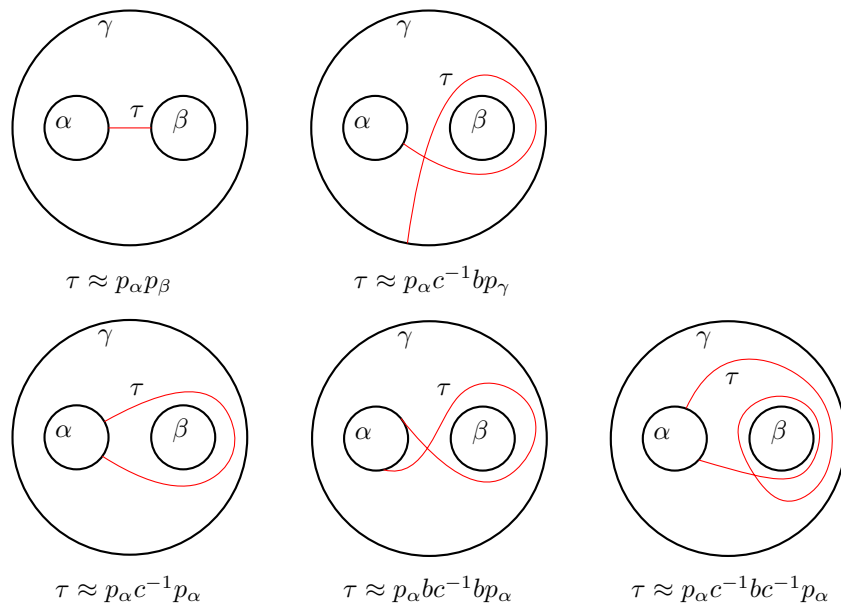 γ γ
α τ β α τ β
τ ≈ p_α p_β τ ≈ p_α c^{-1} b p_γ
γ γ γ
α τ β α τ β α τ β
τ ≈ p_α c^{-1} p_α τ ≈ p_α b c^{-1} b p_α τ ≈ p_α c^{-1} b c^{-1} p_α